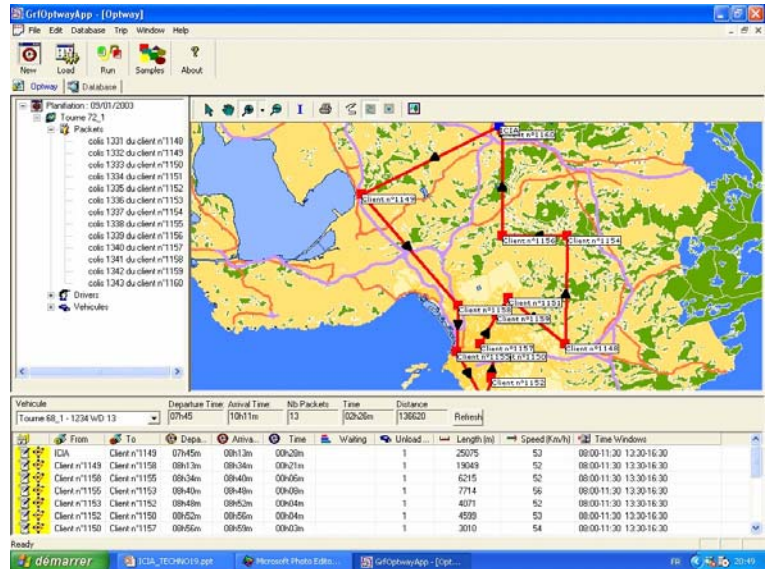 GrfOptwayApp - [Optway]
File Edit Database Trip Window Help
New Load Run Samples About
Optway Database
Planifiation : 09/01/2003
Tourne 72_1
Packets
colis 1331 du client n°1148
colis 1332 du client n°1149
colis 1333 du client n°1150
colis 1334 du client n°1151
colis 1335 du client n°1152
colis 1336 du client n°1153
colis 1337 du client n°1154
colis 1338 du client n°1155
colis 1339 du client n°1156
colis 1340 du client n°1157
colis 1341 du client n°1158
colis 1342 du client n°1159
colis 1343 du client n°1160
Drivers
Vehicules
ICIA
Client n°1160
Client n°1149
Client n°1156
Client n°1154
Client n°1151
Client n°1158
Client n°1159
Client n°1157
Client n°1148
Client n°1152
Vehicule Departure Time: Arrival Time Nb Packets Time Distance
Tourne 68_1 - 1234 WD 13 07h45 10h11m 13 02h26m 136620 Refresh
From To Depa... Arriva... Time Waiting Unload... Length (m) Speed (Km/h) Time Windows
ICIA Client n°1149 07h45m 08h13m 00h28m 1 25075 53 08:00-11:30 13:30-16:30
Client n°1149 Client n°1158 08h13m 08h34m 00h21m 1 19049 52 08:00-11:30 13:30-16:30
Client n°1158 Client n°1155 08h34m 08h40m 00h06m 1 6215 52 08:00-11:30 13:30-16:30
Client n°1155 Client n°1153 08h40m 08h48m 00h08m 1 7714 56 08:00-11:30 13:30-16:30
Client n°1153 Client n°1152 08h48m 08h52m 00h04m 1 4071 52 08:00-11:30 13:30-16:30
Client n°1152 Client n°1150 08h52m 08h56m 00h04m 1 4599 53 08:00-11:30 13:30-16:30
Client n°1150 Client n°1157 08h56m 08h59m 00h03m 1 3010 54 08:00-11:30 13:30-16:30
Ready
démarrer ICIA_TECHNO19.ppt Microsoft Photo Edito... GrfOptwayApp - [Opt... FR 20:49